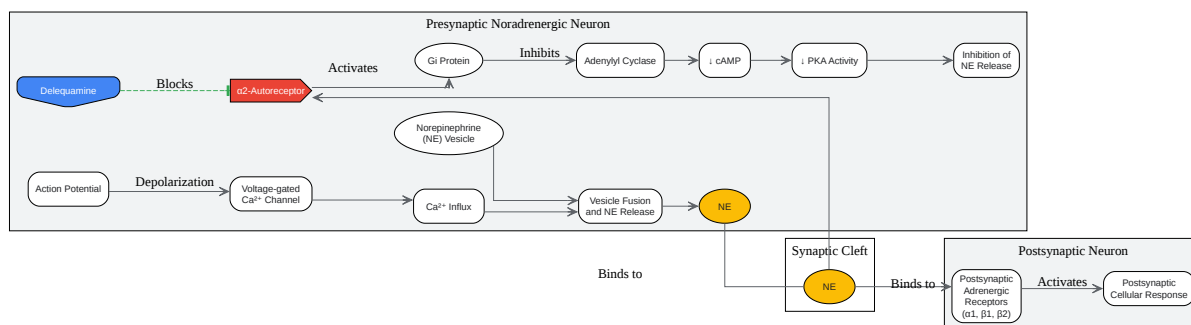 Presynaptic Noradrenergic Neuron
Delequamine
Blocks
α2-Autoreceptor
Activates
Gi Protein
Inhibits
Adenylyl Cyclase
↓ cAMP
↓ PKA Activity
Inhibition of
NE Release
Norepinephrine
(NE) Vesicle
Action Potential
Depolarization
Voltage-gated
Ca²⁺ Channel
Ca²⁺ Influx
Vesicle Fusion
and NE Release
NE
Binds to
Synaptic Cleft
NE
Binds to
Postsynaptic Neuron
Postsynaptic
Adrenergic
Receptors
(α1, β1, β2)
Activates
Postsynaptic
Cellular Response